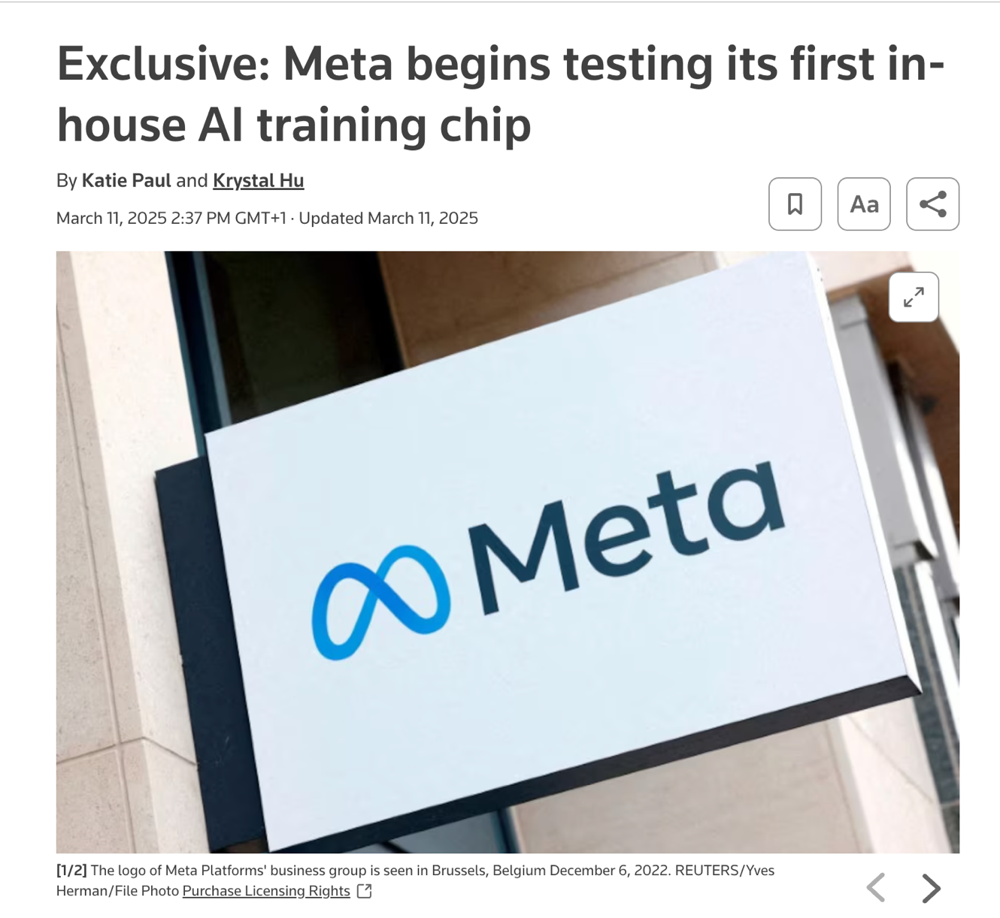 Exclusive: Meta begins testing its first in-
house AI training chip
By Katie Paul and Krystal Hu
March 11, 2025 2:37 PM GMT+1 · Updated March 11, 2025
Aa
Meta
[1/2] The logo of Meta Platforms' business group is seen in Brussels, Belgium December 6, 2022. REUTERS/Yves
Herman/File Photo Purchase Licensing Rights